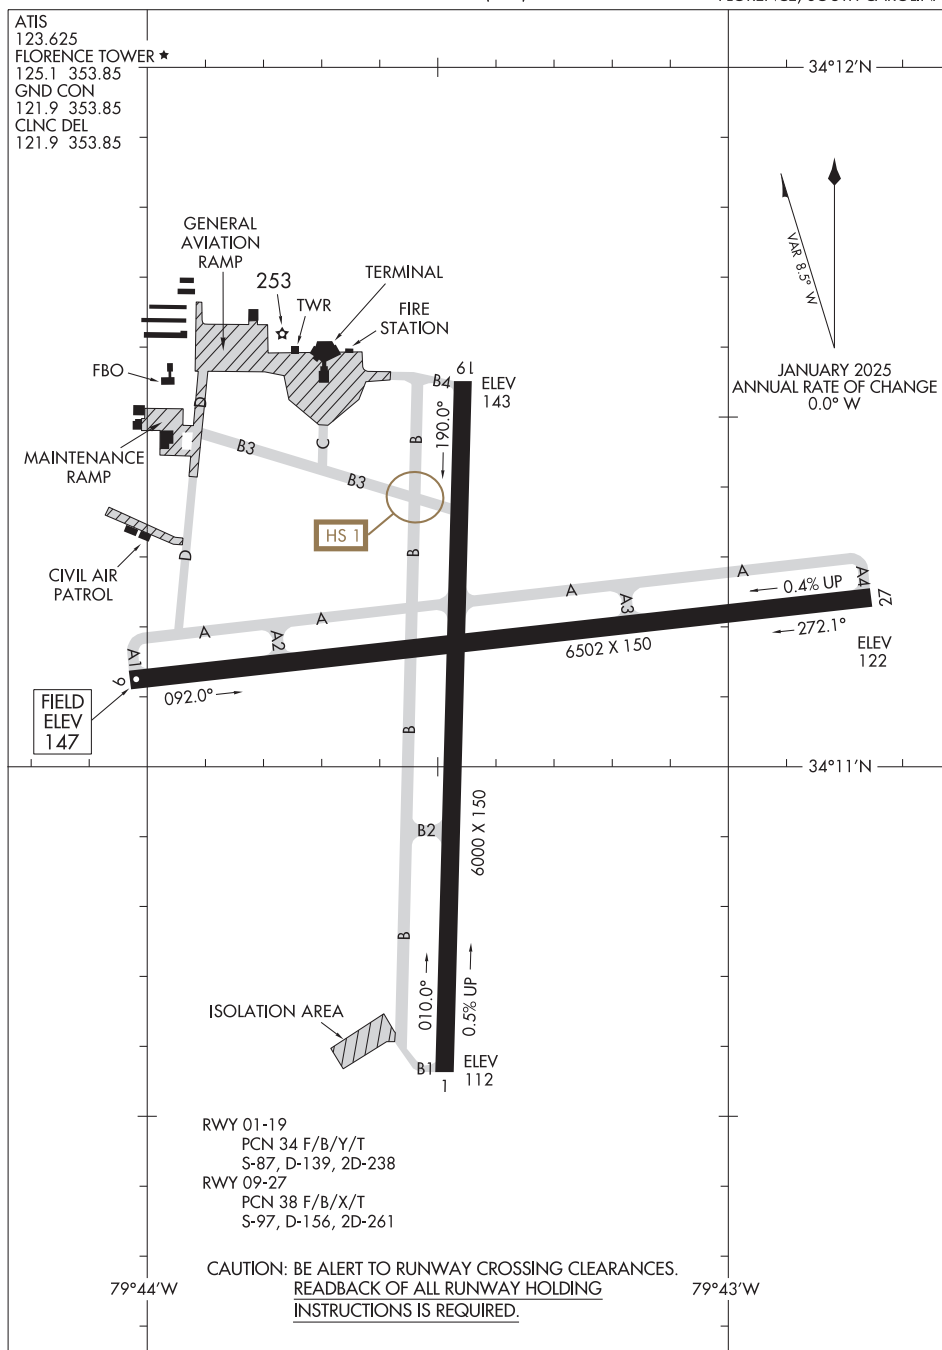 ATIS
123.625
FLORENCE TOWER ★
125.1 353.85
GND CON
121.9 353.85
CLNC DEL
121.9 353.85
34°12'N
VAR 8.5° W
JANUARY 2025
ANNUAL RATE OF CHANGE
0.0° W
GENERAL
AVIATION
RAMP
253
TWR
TERMINAL
FIRE
STATION
FBO
MAINTENANCE
RAMP
CIVIL AIR
PATROL
D
D
C
B3
B3
B
B4
19
ELEV
143
190.0°
HS 1
B
A
A
A
A
A1
A2
A3
A4
0.4% UP
27
272.1°
ELEV
122
6502 X 150
9
092.0°
FIELD
ELEV
147
B
34°11'N
B2
6000 X 150
B
010.0°
0.5% UP
ISOLATION AREA
B1
1
ELEV
112
RWY 01-19
PCN 34 F/B/Y/T
S-87, D-139, 2D-238
RWY 09-27
PCN 38 F/B/X/T
S-97, D-156, 2D-261
CAUTION: BE ALERT TO RUNWAY CROSSING CLEARANCES.
READBACK OF ALL RUNWAY HOLDING
INSTRUCTIONS IS REQUIRED.
79°44'W
79°43'W